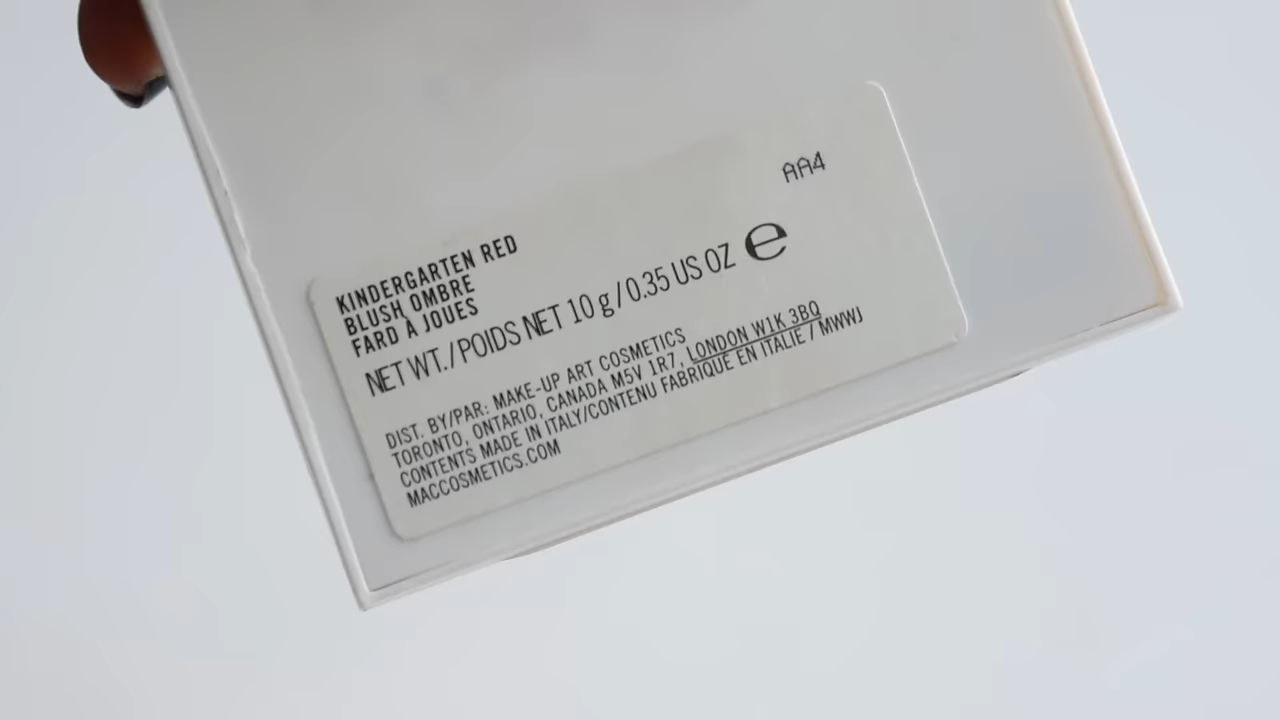 AA4
KINDERGARTEN RED
BLUSH OMBRE
FARD À JOUES
NET WT./POIDS NET 10 g/0.35 US OZ ℮
DIST. BY/PAR: MAKE-UP ART COSMETICS
TORONTO, ONTARIO, CANADA M5V 1R7, LONDON W1K 3BQ
CONTENTS MADE IN ITALY/CONTENU FABRIQUÉ EN ITALIE / MWWJ
MACCOSMETICS.COM